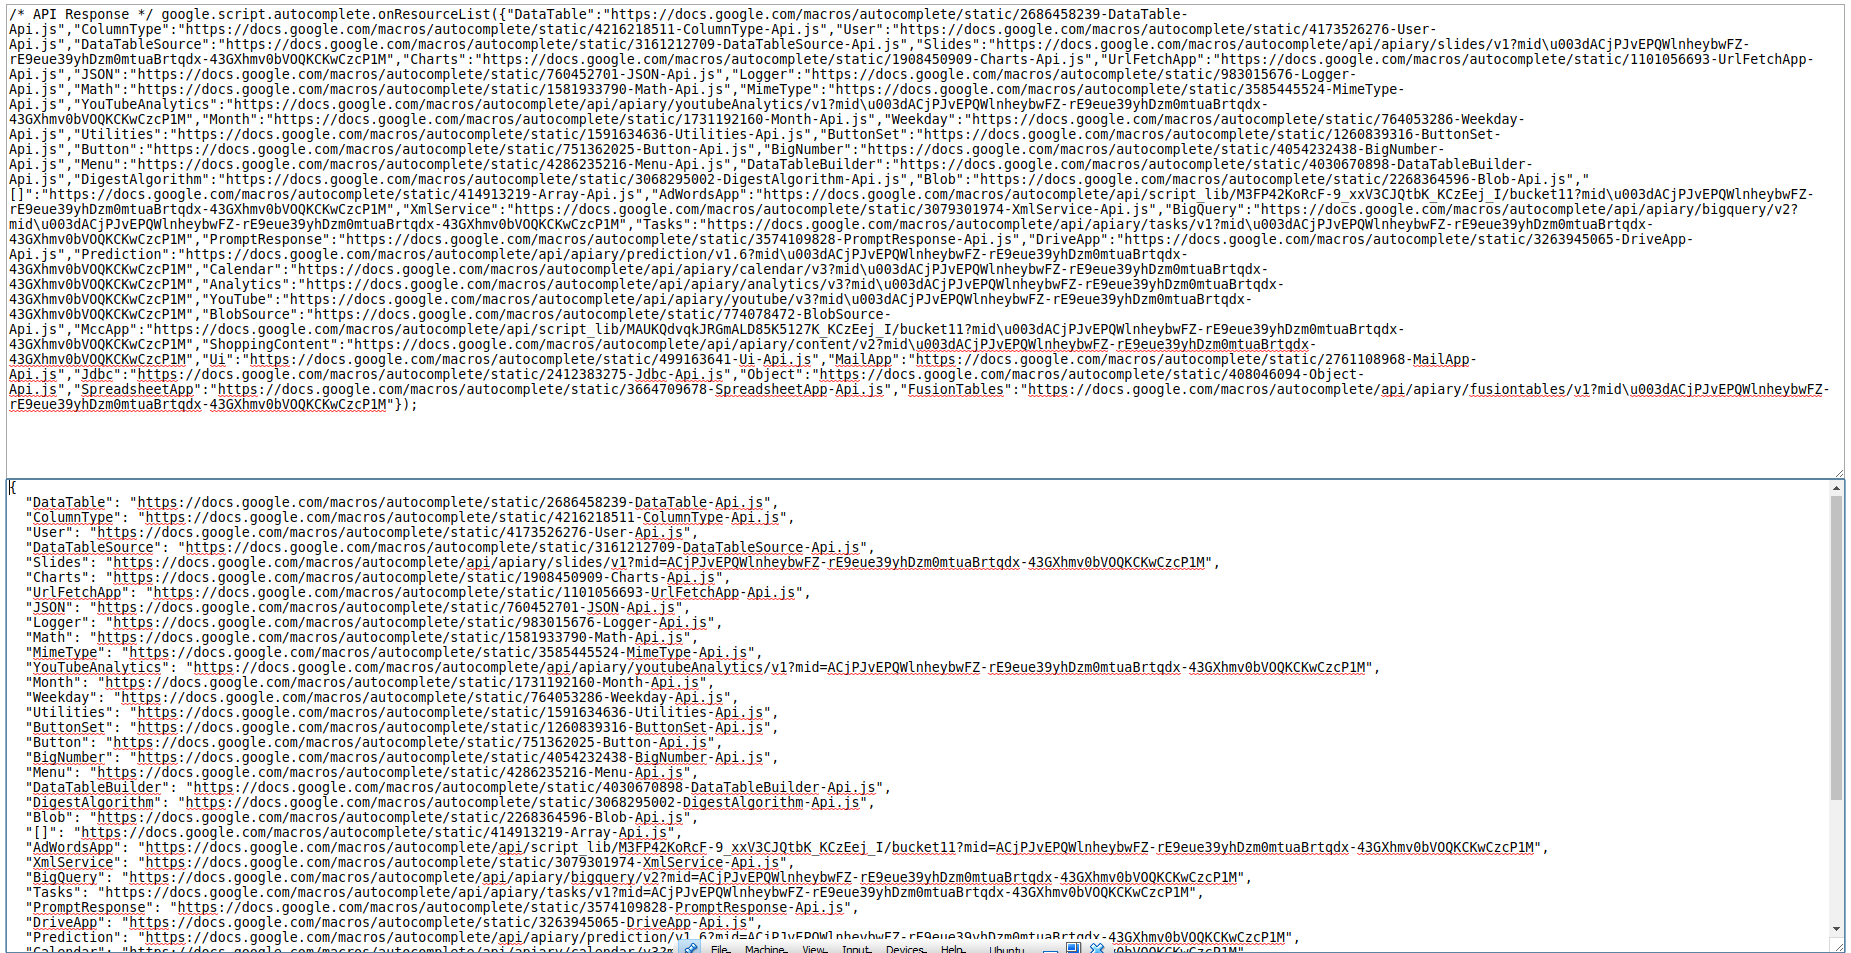 /* API Response */ google.script.autocomplete.onResourceList({"DataTable":"https://docs.google.com/macros/autocomplete/static/2686458239-DataTable-
Api.js","ColumnType":"https://docs.google.com/macros/autocomplete/static/4216218511-ColumnType-Api.js","User":"https://docs.google.com/macros/autocomplete/static/4173526276-User-
Api.js","DataTableSource":"https://docs.google.com/macros/autocomplete/static/3161212709-DataTableSource-Api.js","Slides":"https://docs.google.com/macros/autocomplete/api/apiary/slides/v1?mid\u003dACjPJvEPQWlnheybwFZ-
rE9eue39yhDzm0mtuaBrtqdx-43GXhmv0bVOQKCKwCzcP1M","Charts":"https://docs.google.com/macros/autocomplete/static/1908450909-Charts-Api.js","UrlFetchApp":"https://docs.google.com/macros/autocomplete/static/1101056693-UrlFetchApp-
Api.js","JSON":"https://docs.google.com/macros/autocomplete/static/760452701-JSON-Api.js","Logger":"https://docs.google.com/macros/autocomplete/static/983015676-Logger-
Api.js","Math":"https://docs.google.com/macros/autocomplete/static/1581933790-Math-Api.js","MimeType":"https://docs.google.com/macros/autocomplete/static/3585445524-MimeType-
Api.js","YouTubeAnalytics":"https://docs.google.com/macros/autocomplete/api/apiary/youtubeAnalytics/v1?mid\u003dACjPJvEPQWlnheybwFZ-rE9eue39yhDzm0mtuaBrtqdx-
43GXhmv0bVOQKCKwCzcP1M","Month":"https://docs.google.com/macros/autocomplete/static/1731192160-Month-Api.js","Weekday":"https://docs.google.com/macros/autocomplete/static/764053286-Weekday-
Api.js","Utilities":"https://docs.google.com/macros/autocomplete/static/1591634636-Utilities-Api.js","ButtonSet":"https://docs.google.com/macros/autocomplete/static/1260839316-ButtonSet-
Api.js","Button":"https://docs.google.com/macros/autocomplete/static/751362025-Button-Api.js","BigNumber":"https://docs.google.com/macros/autocomplete/static/4054232438-BigNumber-
Api.js","Menu":"https://docs.google.com/macros/autocomplete/static/4286235216-Menu-Api.js","DataTableBuilder":"https://docs.google.com/macros/autocomplete/static/4030670898-DataTableBuilder-
Api.js","DigestAlgorithm":"https://docs.google.com/macros/autocomplete/static/3068295002-DigestAlgorithm-Api.js","Blob":"https://docs.google.com/macros/autocomplete/static/2268364596-Blob-Api.js","
[]":"https://docs.google.com/macros/autocomplete/static/414913219-Array-Api.js","AdWordsApp":"https://docs.google.com/macros/autocomplete/api/script_lib/M3FP42KoRcF-9_xxV3CJQtbK_KCzEej_I/bucket11?mid\u003dACjPJvEPQWlnheybwFZ-
rE9eue39yhDzm0mtuaBrtqdx-43GXhmv0bVOQKCKwCzcP1M","XmlService":"https://docs.google.com/macros/autocomplete/static/3079301974-XmlService-Api.js","BigQuery":"https://docs.google.com/macros/autocomplete/api/apiary/bigquery/v2?
mid\u003dACjPJvEPQWlnheybwFZ-rE9eue39yhDzm0mtuaBrtqdx-43GXhmv0bVOQKCKwCzcP1M","Tasks":"https://docs.google.com/macros/autocomplete/api/apiary/tasks/v1?mid\u003dACjPJvEPQWlnheybwFZ-rE9eue39yhDzm0mtuaBrtqdx-
43GXhmv0bVOQKCKwCzcP1M","PromptResponse":"https://docs.google.com/macros/autocomplete/static/3574109828-PromptResponse-Api.js","DriveApp":"https://docs.google.com/macros/autocomplete/static/3263945065-DriveApp-
Api.js","Prediction":"https://docs.google.com/macros/autocomplete/api/apiary/prediction/v1.6?mid\u003dACjPJvEPQWlnheybwFZ-rE9eue39yhDzm0mtuaBrtqdx-
43GXhmv0bVOQKCKwCzcP1M","Calendar":"https://docs.google.com/macros/autocomplete/api/apiary/calendar/v3?mid\u003dACjPJvEPQWlnheybwFZ-rE9eue39yhDzm0mtuaBrtqdx-
43GXhmv0bVOQKCKwCzcP1M","Analytics":"https://docs.google.com/macros/autocomplete/api/apiary/analytics/v3?mid\u003dACjPJvEPQWlnheybwFZ-rE9eue39yhDzm0mtuaBrtqdx-
43GXhmv0bVOQKCKwCzcP1M","YouTube":"https://docs.google.com/macros/autocomplete/api/apiary/youtube/v3?mid\u003dACjPJvEPQWlnheybwFZ-rE9eue39yhDzm0mtuaBrtqdx-
43GXhmv0bVOQKCKwCzcP1M","BlobSource":"https://docs.google.com/macros/autocomplete/static/774078472-BlobSource-
Api.js","MccApp":"https://docs.google.com/macros/autocomplete/api/script_lib/MAUKQdvqkJRGmALD85K5127K_KCzEej_I/bucket11?mid\u003dACjPJvEPQWlnheybwFZ-rE9eue39yhDzm0mtuaBrtqdx-
43GXhmv0bVOQKCKwCzcP1M","ShoppingContent":"https://docs.google.com/macros/autocomplete/api/apiary/content/v2?mid\u003dACjPJvEPQWlnheybwFZ-rE9eue39yhDzm0mtuaBrtqdx-
43GXhmv0bVOQKCKwCzcP1M","Ui":"https://docs.google.com/macros/autocomplete/static/499163641-Ui-Api.js","MailApp":"https://docs.google.com/macros/autocomplete/static/2761108968-MailApp-
Api.js","Jdbc":"https://docs.google.com/macros/autocomplete/static/2412383275-Jdbc-Api.js","Object":"https://docs.google.com/macros/autocomplete/static/408046094-Object-
Api.js","SpreadsheetApp":"https://docs.google.com/macros/autocomplete/static/3664709678-SpreadsheetApp-Api.js","FusionTables":"https://docs.google.com/macros/autocomplete/api/apiary/fusiontables/v1?mid\u003dACjPJvEPQWlnheybwFZ-
rE9eue39yhDzm0mtuaBrtqdx-43GXhmv0bVOQKCKwCzcP1M"});
{
"DataTable": "https://docs.google.com/macros/autocomplete/static/2686458239-DataTable-Api.js",
"ColumnType": "https://docs.google.com/macros/autocomplete/static/4216218511-ColumnType-Api.js",
"User": "https://docs.google.com/macros/autocomplete/static/4173526276-User-Api.js",
"DataTableSource": "https://docs.google.com/macros/autocomplete/static/3161212709-DataTableSource-Api.js",
"Slides": "https://docs.google.com/macros/autocomplete/api/apiary/slides/v1?mid=ACjPJvEPQWlnheybwFZ-rE9eue39yhDzm0mtuaBrtqdx-43GXhmv0bVOQKCKwCzcP1M",
"Charts": "https://docs.google.com/macros/autocomplete/static/1908450909-Charts-Api.js",
"UrlFetchApp": "https://docs.google.com/macros/autocomplete/static/1101056693-UrlFetchApp-Api.js",
"JSON": "https://docs.google.com/macros/autocomplete/static/760452701-JSON-Api.js",
"Logger": "https://docs.google.com/macros/autocomplete/static/983015676-Logger-Api.js",
"Math": "https://docs.google.com/macros/autocomplete/static/1581933790-Math-Api.js",
"MimeType": "https://docs.google.com/macros/autocomplete/static/3585445524-MimeType-Api.js",
"YouTubeAnalytics": "https://docs.google.com/macros/autocomplete/api/apiary/youtubeAnalytics/v1?mid=ACjPJvEPQWlnheybwFZ-rE9eue39yhDzm0mtuaBrtqdx-43GXhmv0bVOQKCKwCzcP1M",
"Month": "https://docs.google.com/macros/autocomplete/static/1731192160-Month-Api.js",
"Weekday": "https://docs.google.com/macros/autocomplete/static/764053286-Weekday-Api.js",
"Utilities": "https://docs.google.com/macros/autocomplete/static/1591634636-Utilities-Api.js",
"ButtonSet": "https://docs.google.com/macros/autocomplete/static/1260839316-ButtonSet-Api.js",
"Button": "https://docs.google.com/macros/autocomplete/static/751362025-Button-Api.js",
"BigNumber": "https://docs.google.com/macros/autocomplete/static/4054232438-BigNumber-Api.js",
"Menu": "https://docs.google.com/macros/autocomplete/static/4286235216-Menu-Api.js",
"DataTableBuilder": "https://docs.google.com/macros/autocomplete/static/4030670898-DataTableBuilder-Api.js",
"DigestAlgorithm": "https://docs.google.com/macros/autocomplete/static/3068295002-DigestAlgorithm-Api.js",
"Blob": "https://docs.google.com/macros/autocomplete/static/2268364596-Blob-Api.js",
"[]": "https://docs.google.com/macros/autocomplete/static/414913219-Array-Api.js",
"AdWordsApp": "https://docs.google.com/macros/autocomplete/api/script_lib/M3FP42KoRcF-9_xxV3CJQtbK_KCzEej_I/bucket11?mid=ACjPJvEPQWlnheybwFZ-rE9eue39yhDzm0mtuaBrtqdx-43GXhmv0bVOQKCKwCzcP1M",
"XmlService": "https://docs.google.com/macros/autocomplete/static/3079301974-XmlService-Api.js",
"BigQuery": "https://docs.google.com/macros/autocomplete/api/apiary/bigquery/v2?mid=ACjPJvEPQWlnheybwFZ-rE9eue39yhDzm0mtuaBrtqdx-43GXhmv0bVOQKCKwCzcP1M",
"Tasks": "https://docs.google.com/macros/autocomplete/api/apiary/tasks/v1?mid=ACjPJvEPQWlnheybwFZ-rE9eue39yhDzm0mtuaBrtqdx-43GXhmv0bVOQKCKwCzcP1M",
"PromptResponse": "https://docs.google.com/macros/autocomplete/static/3574109828-PromptResponse-Api.js",
"DriveApp": "https://docs.google.com/macros/autocomplete/static/3263945065-DriveApp-Api.js",
"Prediction": "https://docs.google.com/macros/autocomplete/api/apiary/prediction/v1.6?mid=ACjPJvEPQWlnheybwFZ-rE9eue39yhDzm0mtuaBrtqdx-43GXhmv0bVOQKCKwCzcP1M",
"Calendar": "https://docs.google.com/macros/autocomplete/api/apiary/calendar/v3?m
File Machine View Input Devices Help Ubuntu